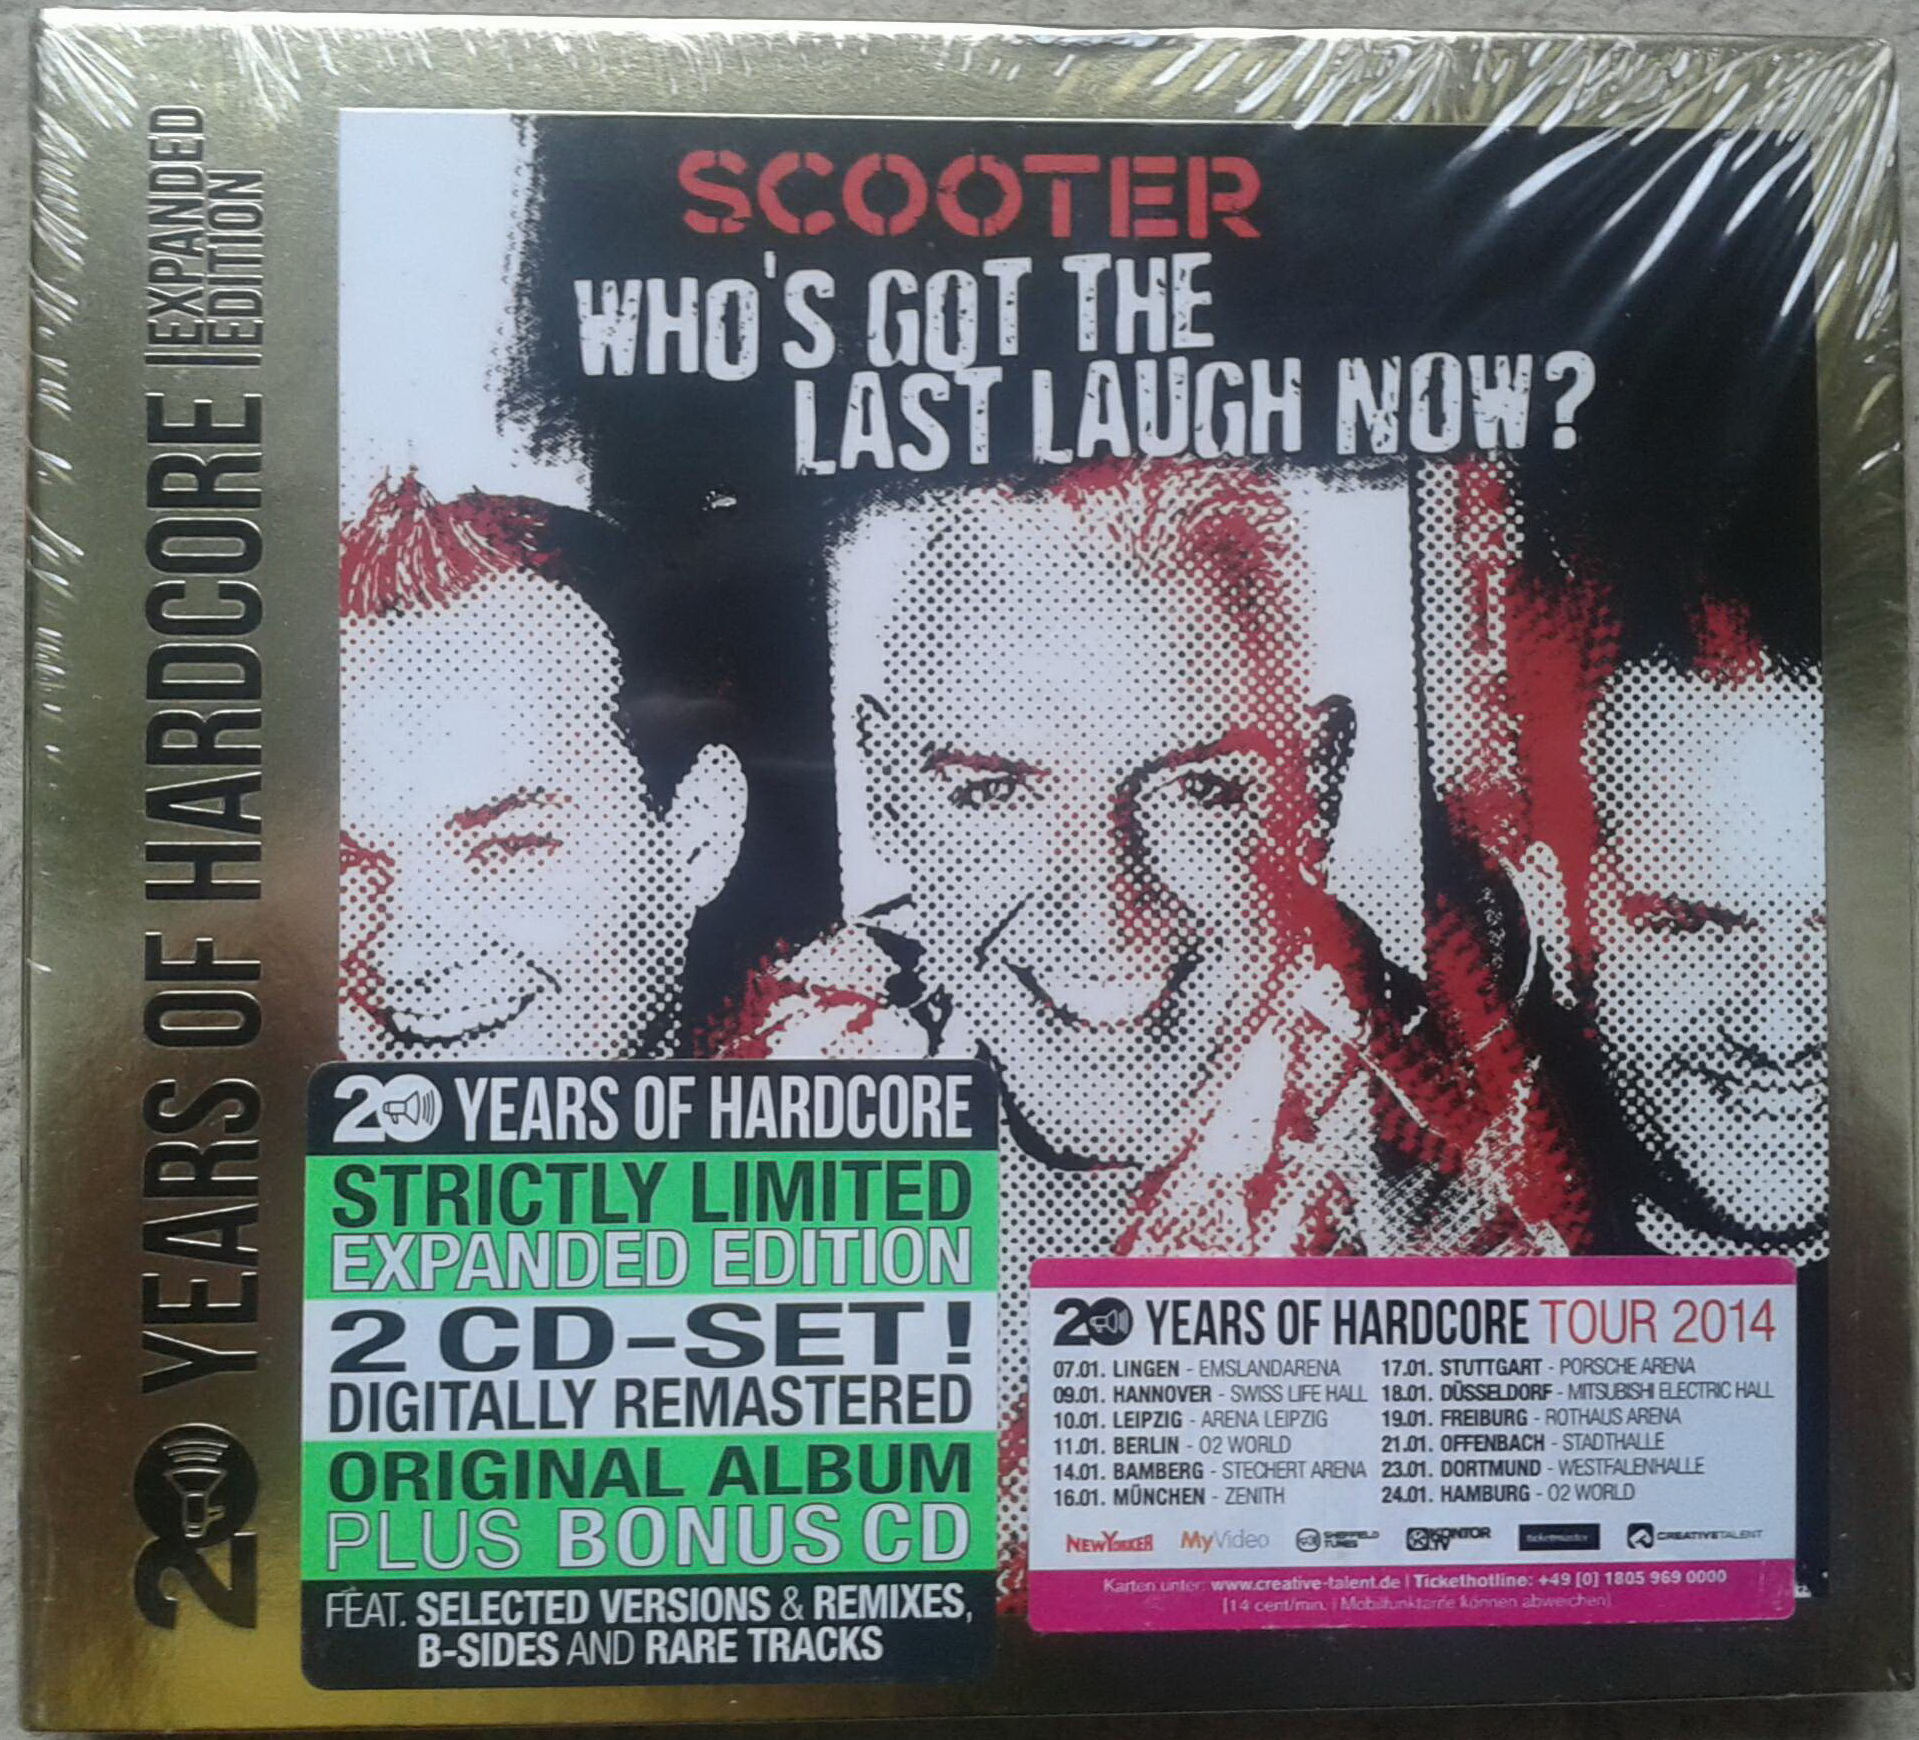 20 YEARS OF HARDCORE
EXPANDED
EDITION
SCOOTER
WHO'S GOT THE
LAST LAUGH NOW?
20 YEARS OF HARDCORE
STRICTLY LIMITED
EXPANDED EDITION
2 CD-SET!
DIGITALLY REMASTERED
ORIGINAL ALBUM
PLUS BONUS CD
FEAT. SELECTED VERSIONS & REMIXES,
B-SIDES AND RARE TRACKS
20 YEARS OF HARDCORE TOUR 2014
07.01. LINGEN - EMSLANDARENA
09.01. HANNOVER - SWISS LIFE HALL
10.01. LEIPZIG - ARENA LEIPZIG
11.01. BERLIN - O2 WORLD
14.01. BAMBERG - STECHERT ARENA
16.01. MÜNCHEN - ZENITH
17.01. STUTTGART - PORSCHE ARENA
18.01. DÜSSELDORF - MITSUBISHI ELECTRIC HALL
19.01. FREIBURG - ROTHAUS ARENA
21.01. OFFENBACH - STADTHALLE
23.01. DORTMUND - WESTFALENHALLE
24.01. HAMBURG - O2 WORLD
NEWYORKER MyVideo SHEFFIELD TUNES KONTOR TV ticketmaster CREATIVETALENT
Karten unter: www.creative-talent.de | Tickethotline: +49 [0] 1805 969 0000
[14 cent/min. | Mobilfunktarife können abweichen]